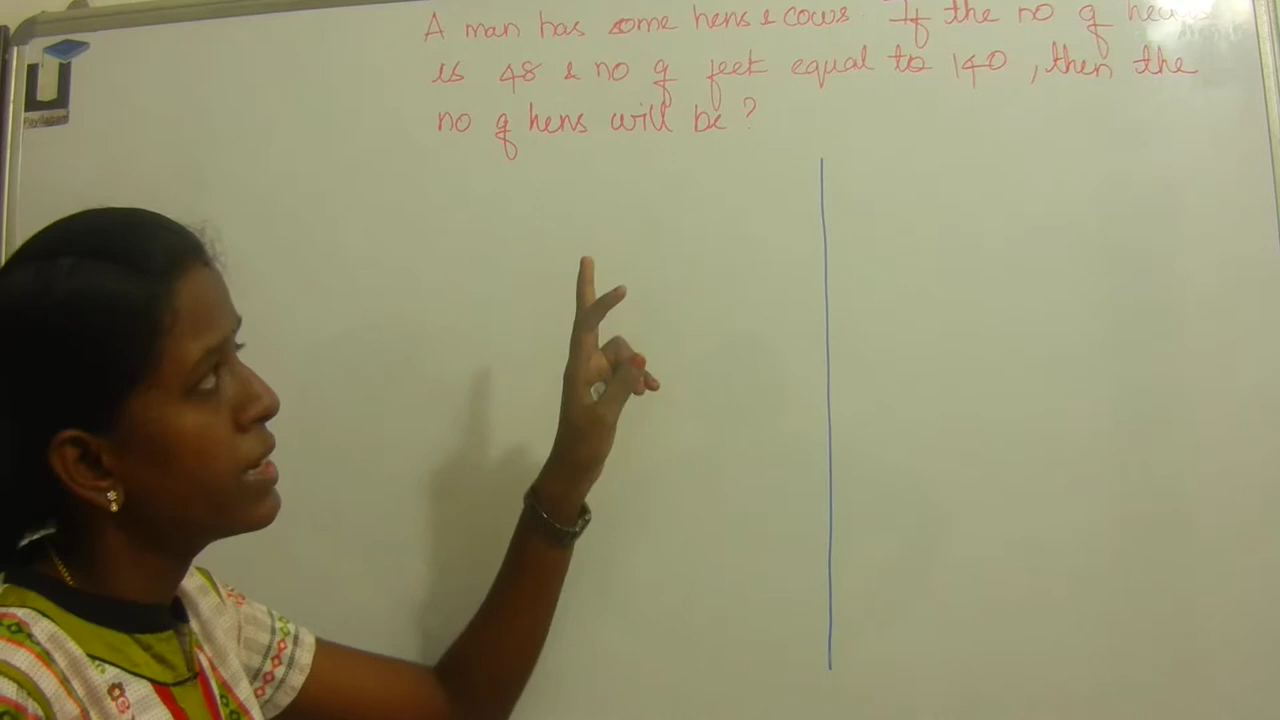 A man has some hens & cows. If the no of heads
is 48 & no of feet equal to 140, then the
no of hens will be?
Payilagam